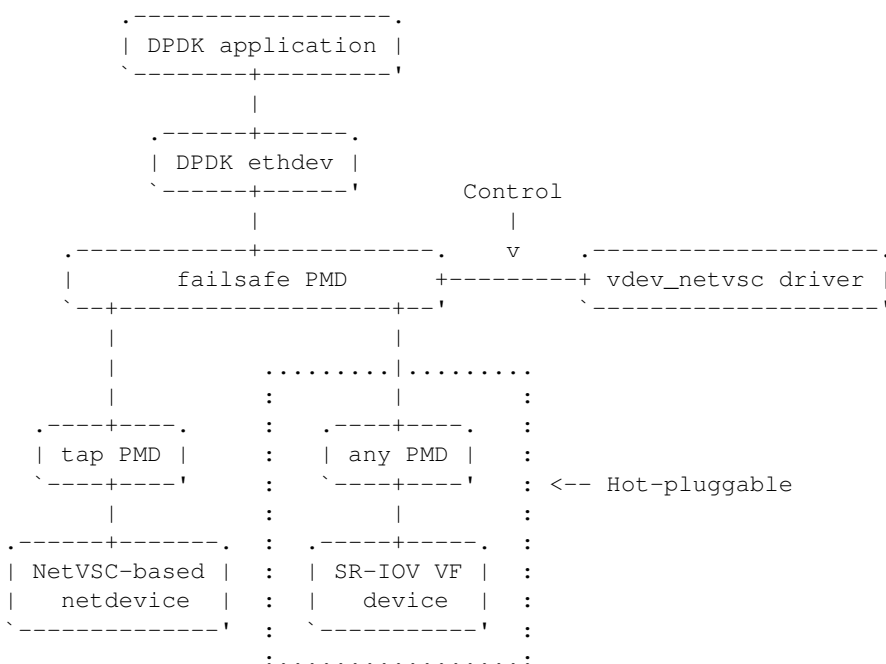 DPDK application
DPDK ethdev
Control
v
failsafe PMD
vdev_netvsc driver
tap PMD
any PMD
<-- Hot-pluggable
NetVSC-based
netdevice
SR-IOV VF
device